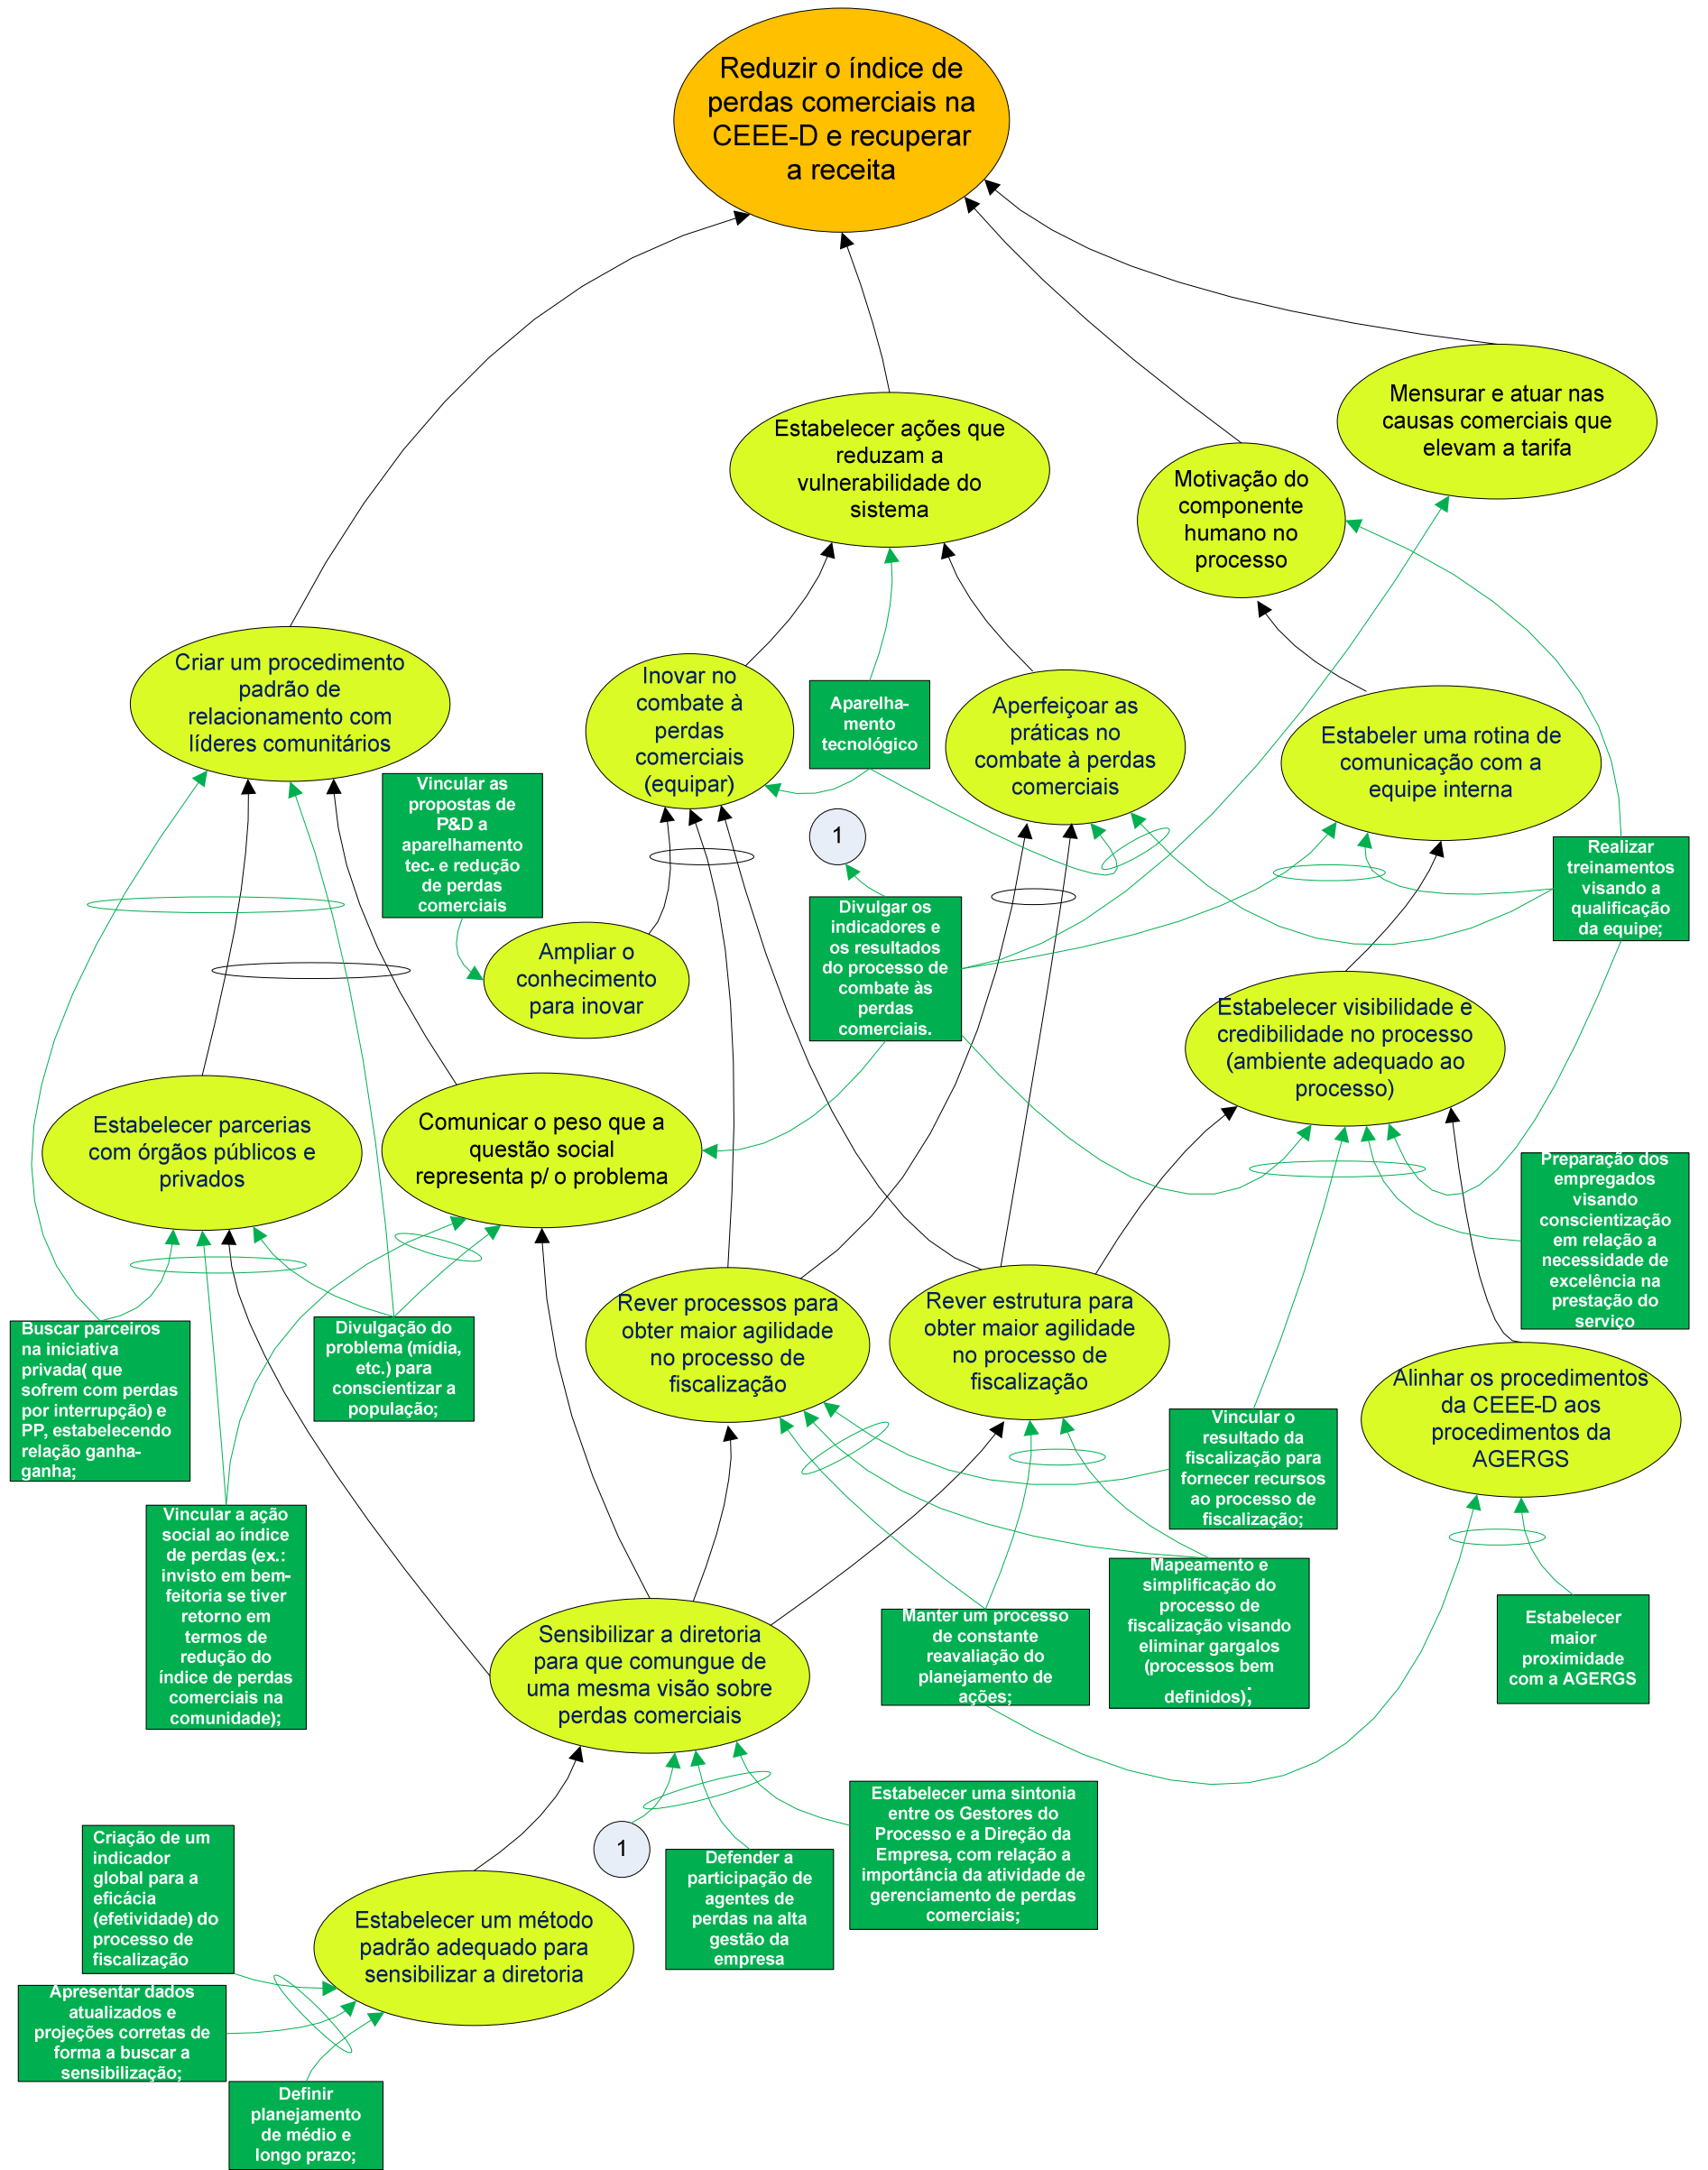 Reduzir o índice de
perdas comerciais na
CEEE-D e recuperar
a receita
Mensurar e atuar nas
causas comerciais que
elevam a tarifa
Estabelecer ações que
reduzam a
vulnerabilidade do
sistema
Motivação do
componente
humano no
processo
Criar um procedimento
padrão de
relacionamento com
líderes comunitários
Inovar no
combate à
perdas
comerciais
(equipar)
Aparelha-
mento
tecnológico
Aperfeiçoar as
práticas no
combate à perdas
comerciais
Estabeler uma rotina de
comunicação com a
equipe interna
Vincular as
propostas de
P&D a
aparelhamento
tec. e redução
de perdas
comerciais
1
Realizar
treinamentos
visando a
qualificação
da equipe;
Divulgar os
indicadores e
os resultados
do processo de
combate às
perdas
comerciais.
Ampliar o
conhecimento
para inovar
Estabelecer visibilidade e
credibilidade no processo
(ambiente adequado ao
processo)
Estabelecer parcerias
com órgãos públicos e
privados
Comunicar o peso que a
questão social
representa p/ o problema
Preparação dos
empregados
visando
conscientização
em relação a
necessidade de
excelência na
prestação do
serviço
Rever processos para
obter maior agilidade
no processo de
fiscalização
Rever estrutura para
obter maior agilidade
no processo de
fiscalização
Buscar parceiros
na iniciativa
privada( que
sofrem com perdas
por interrupção) e
PP, estabelecendo
relação ganha-
ganha;
Divulgação do
problema (mídia,
etc.) para
conscientizar a
população;
Alinhar os procedimentos
da CEEE-D aos
procedimentos da
AGERGS
Vincular o
resultado da
fiscalização para
fornecer recursos
ao processo de
fiscalização;
Vincular a ação
social ao índice
de perdas (ex.:
invisto em bem-
feitoria se tiver
retorno em
termos de
redução do
índice de perdas
comerciais na
comunidade);
Mapeamento e
simplificação do
processo de
fiscalização visando
eliminar gargalos
(processos bem
definidos);
Manter um processo
de constante
reavaliação do
planejamento de
ações;
Estabelecer
maior
proximidade
com a AGERGS
Sensibilizar a diretoria
para que comungue de
uma mesma visão sobre
perdas comerciais
Estabelecer uma sintonia
entre os Gestores do
Processo e a Direção da
Empresa, com relação a
importância da atividade de
gerenciamento de perdas
comerciais;
1
Defender a
participação de
agentes de
perdas na alta
gestão da
empresa
Criação de um
indicador
global para a
eficácia
(efetividade) do
processo de
fiscalização
Estabelecer um método
padrão adequado para
sensibilizar a diretoria
Apresentar dados
atualizados e
projeções corretas de
forma a buscar a
sensibilização;
Definir
planejamento
de médio e
longo prazo;